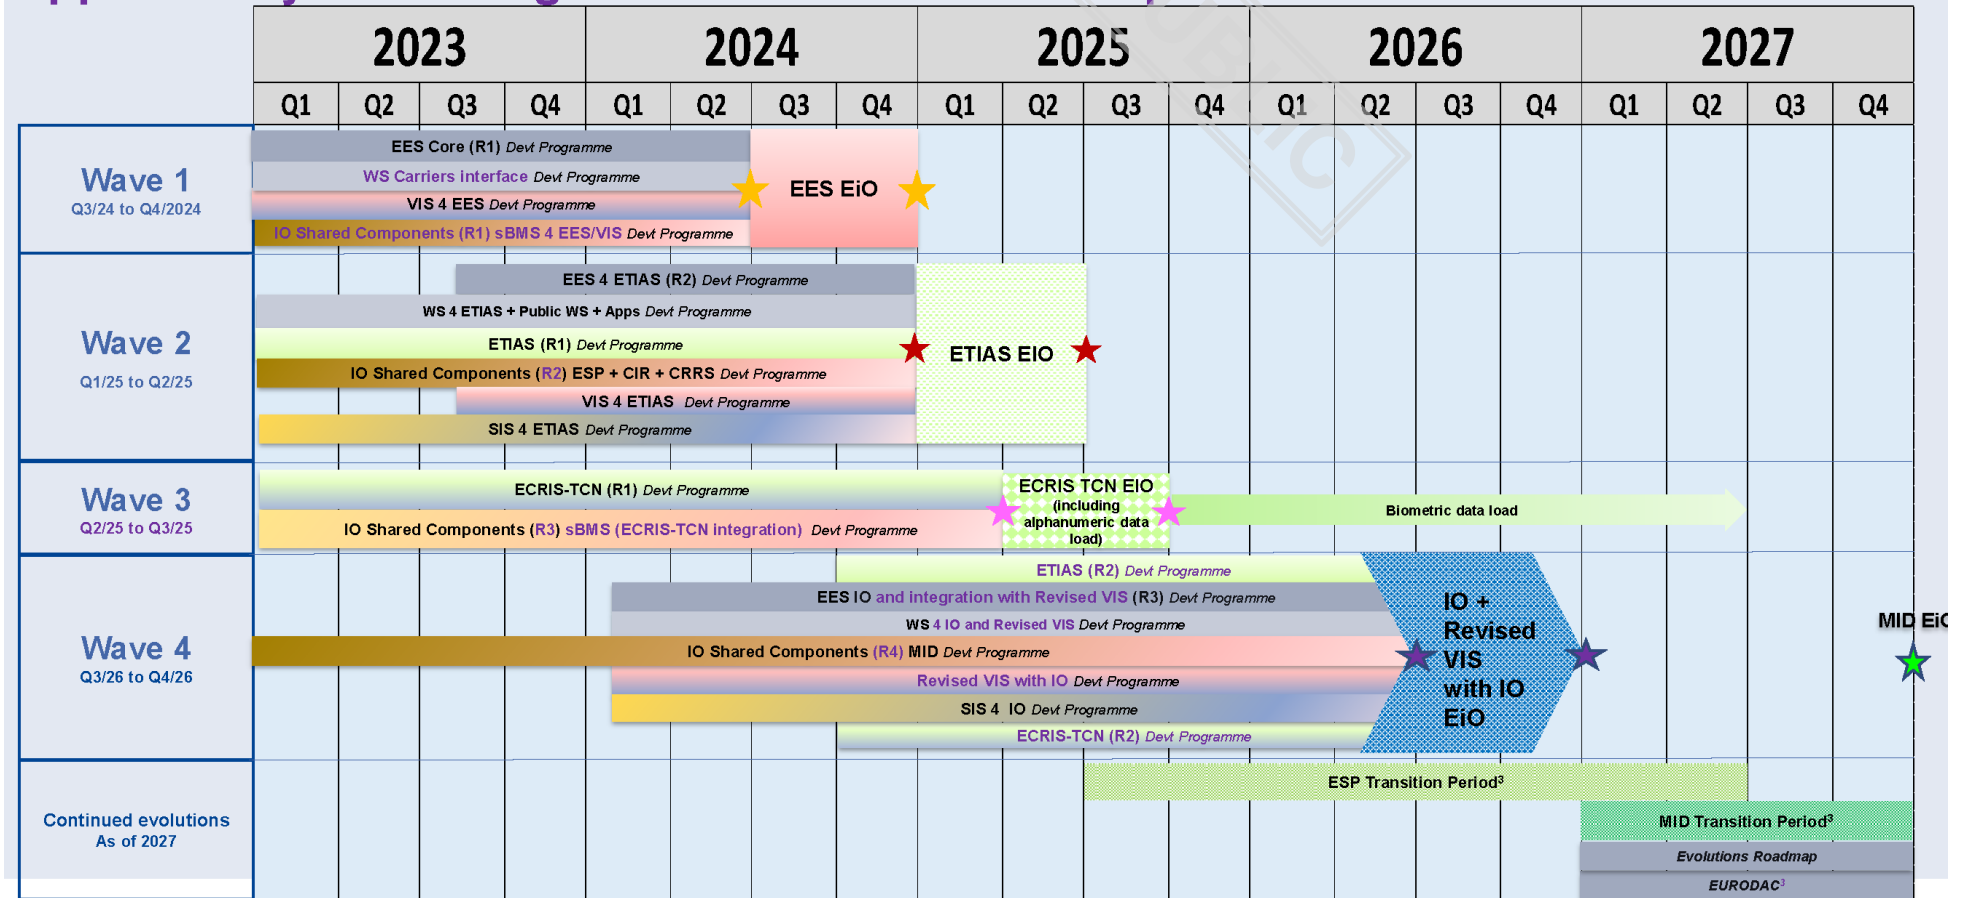 2023 2024 2025 2026 2027
Q1 Q2 Q3 Q4 Q1 Q2 Q3 Q4 Q1 Q2 Q3 Q4 Q1 Q2 Q3 Q4 Q1 Q2 Q3 Q4
Wave 1
Q3/24 to Q4/2024
EES Core (R1) Devt Programme
WS Carriers interface Devt Programme
VIS 4 EES Devt Programme
IO Shared Components (R1) sBMS 4 EES/VIS Devt Programme
EES EiO
Wave 2
Q1/25 to Q2/25
EES 4 ETIAS (R2) Devt Programme
WS 4 ETIAS + Public WS + Apps Devt Programme
ETIAS (R1) Devt Programme
IO Shared Components (R2) ESP + CIR + CRRS Devt Programme
VIS 4 ETIAS Devt Programme
SIS 4 ETIAS Devt Programme
ETIAS EIO
Wave 3
Q2/25 to Q3/25
ECRIS-TCN (R1) Devt Programme
IO Shared Components (R3) sBMS (ECRIS-TCN integration) Devt Programme
ECRIS TCN EIO
(including
alphanumeric data
load)
Biometric data load
Wave 4
Q3/26 to Q4/26
ETIAS (R2) Devt Programme
EES IO and integration with Revised VIS (R3) Devt Programme
WS 4 IO and Revised VIS Devt Programme
IO Shared Components (R4) MID Devt Programme
Revised VIS with IO Devt Programme
SIS 4 IO Devt Programme
ECRIS-TCN (R2) Devt Programme
IO +
Revised
VIS
with IO
EiO
MID EiO
Continued evolutions
As of 2027
ESP Transition Period³
MID Transition Period³
Evolutions Roadmap
EURODAC³